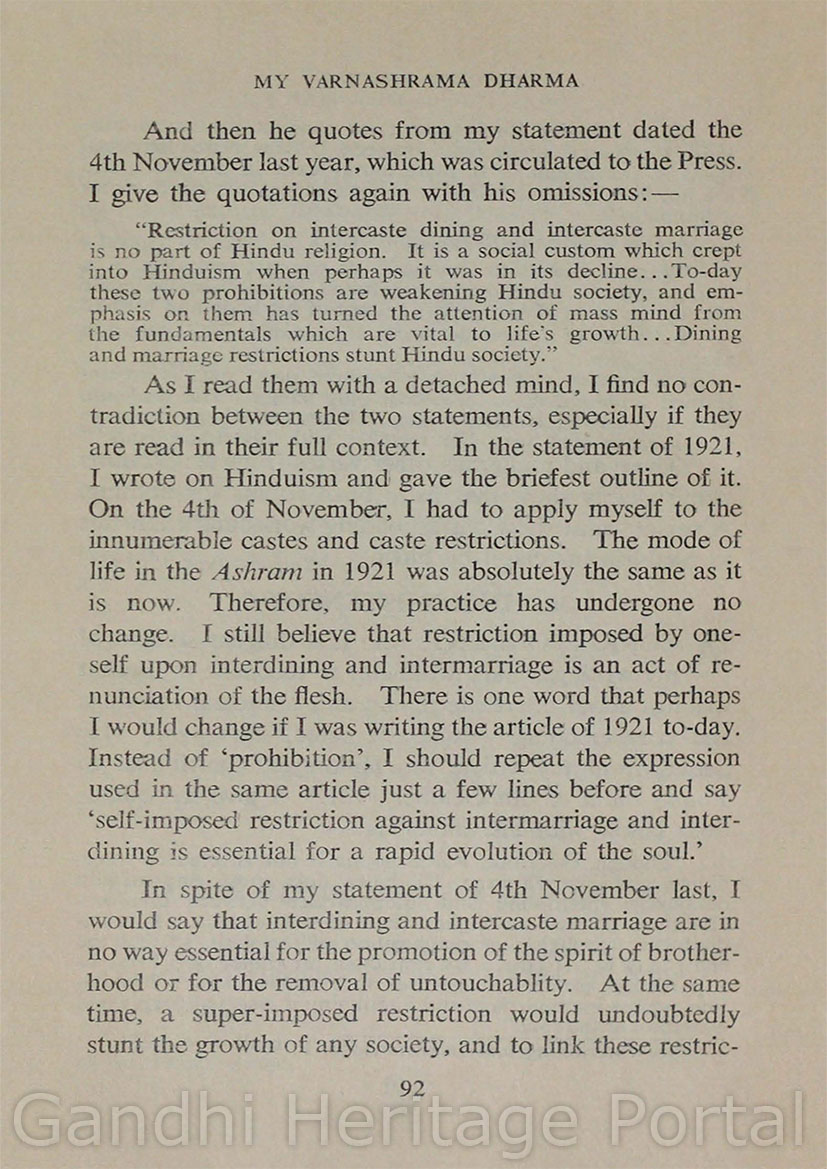 MY VARNASHRAMA DHARMA
And then he quotes from my statement dated the
4th November last year, which was circulated to the Press.
I give the quotations again with his omissions:—
“Restriction on intercaste dining and intercaste marriage
is no part of Hindu religion. It is a social custom which crept
into Hinduism when perhaps it was in its decline...To-day
these two prohibitions are weakening Hindu society, and em-
phasis on them has turned the attention of mass mind from
the fundamentals which are vital to life's growth...Dining
and marriage restrictions stunt Hindu society.”
As I read them with a detached mind, I find no con-
tradiction between the two statements, especially if they
are read in their full context. In the statement of 1921,
I wrote on Hinduism and gave the briefest outline of it.
On the 4th of November, I had to apply myself to the
innumerable castes and caste restrictions. The mode of
life in the Ashram in 1921 was absolutely the same as it
is now. Therefore, my practice has undergone no
change. I still believe that restriction imposed by one-
self upon interdining and intermarriage is an act of re-
nunciation of the flesh. There is one word that perhaps
I would change if I was writing the article of 1921 to-day.
Instead of ‘prohibition’, I should repeat the expression
used in the same article just a few lines before and say
‘self-imposed restriction against intermarriage and inter-
dining is essential for a rapid evolution of the soul.’
In spite of my statement of 4th November last, I
would say that interdining and intercaste marriage are in
no way essential for the promotion of the spirit of brother-
hood or for the removal of untouchablity. At the same
time, a super-imposed restriction would undoubtedly
stunt the growth of any society, and to link these restric-
92
Gandhi Heritage Portal